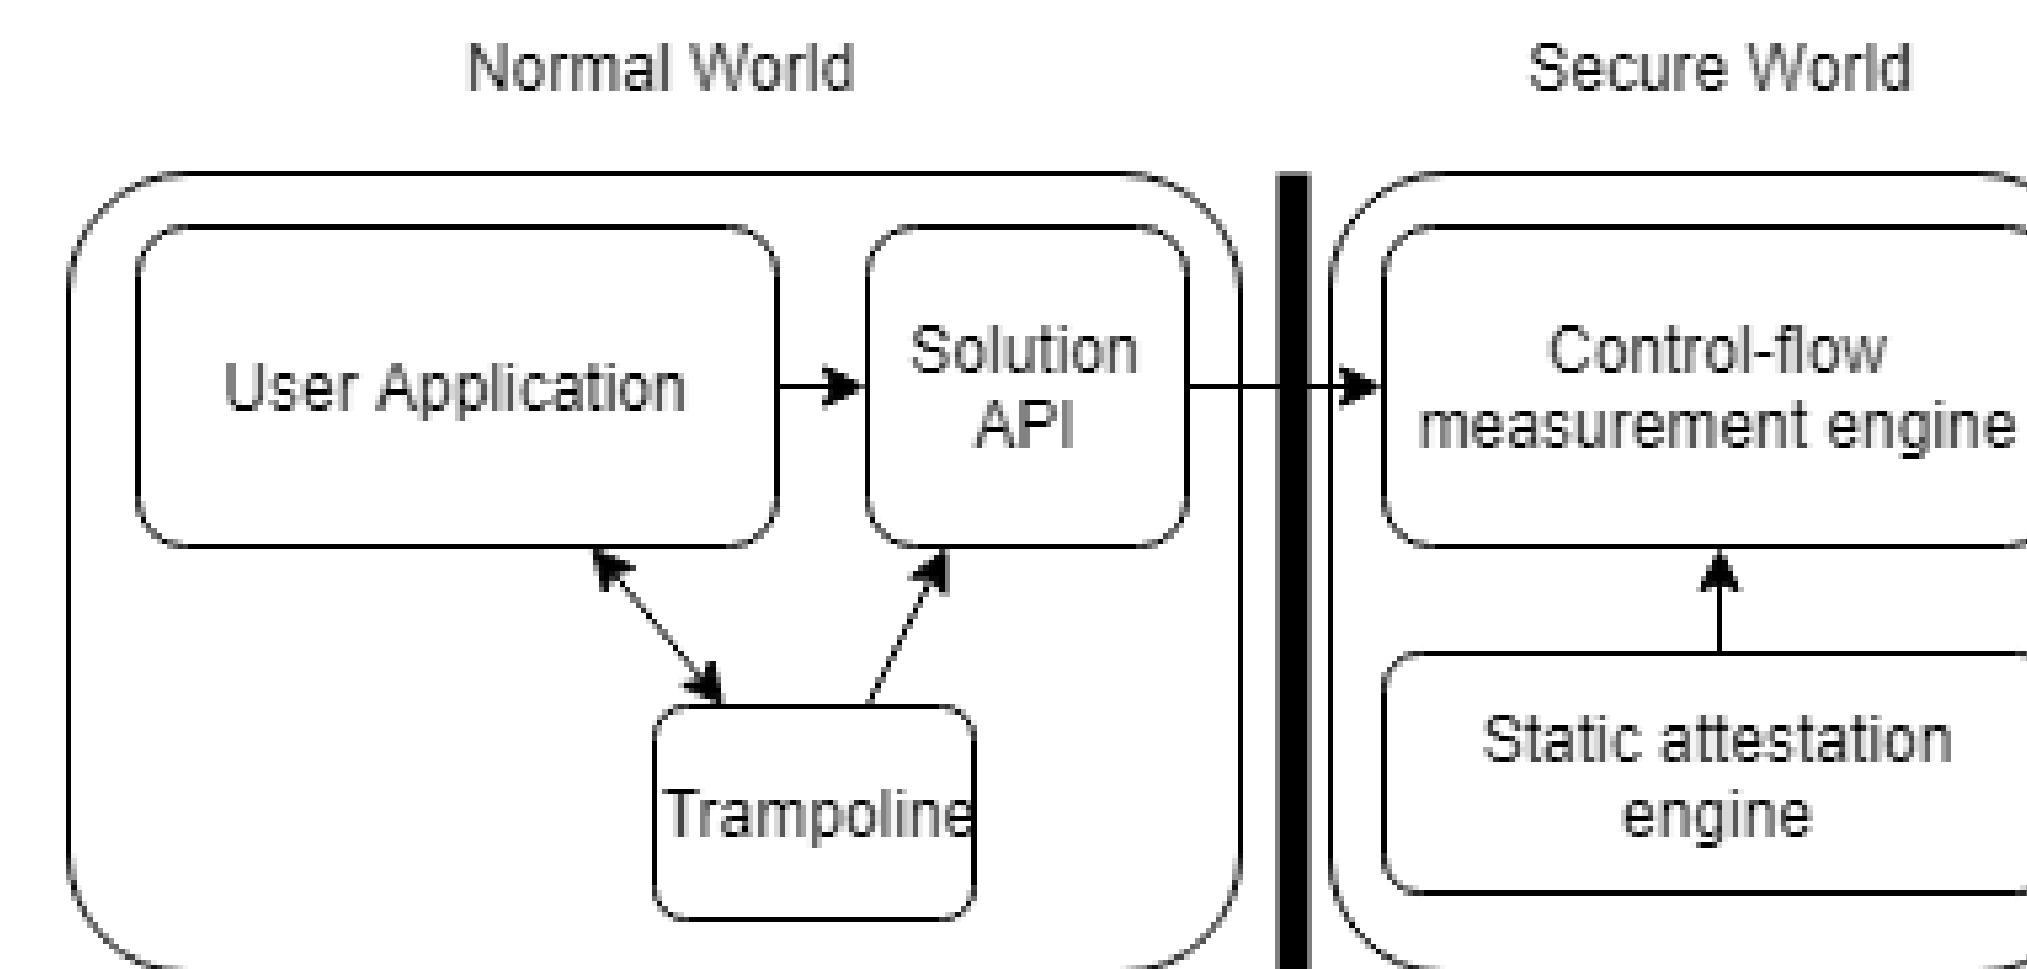 Normal World
Secure World
User Application
Solution
API
Control-flow
measurement engine
Trampoline
Static attestation
engine